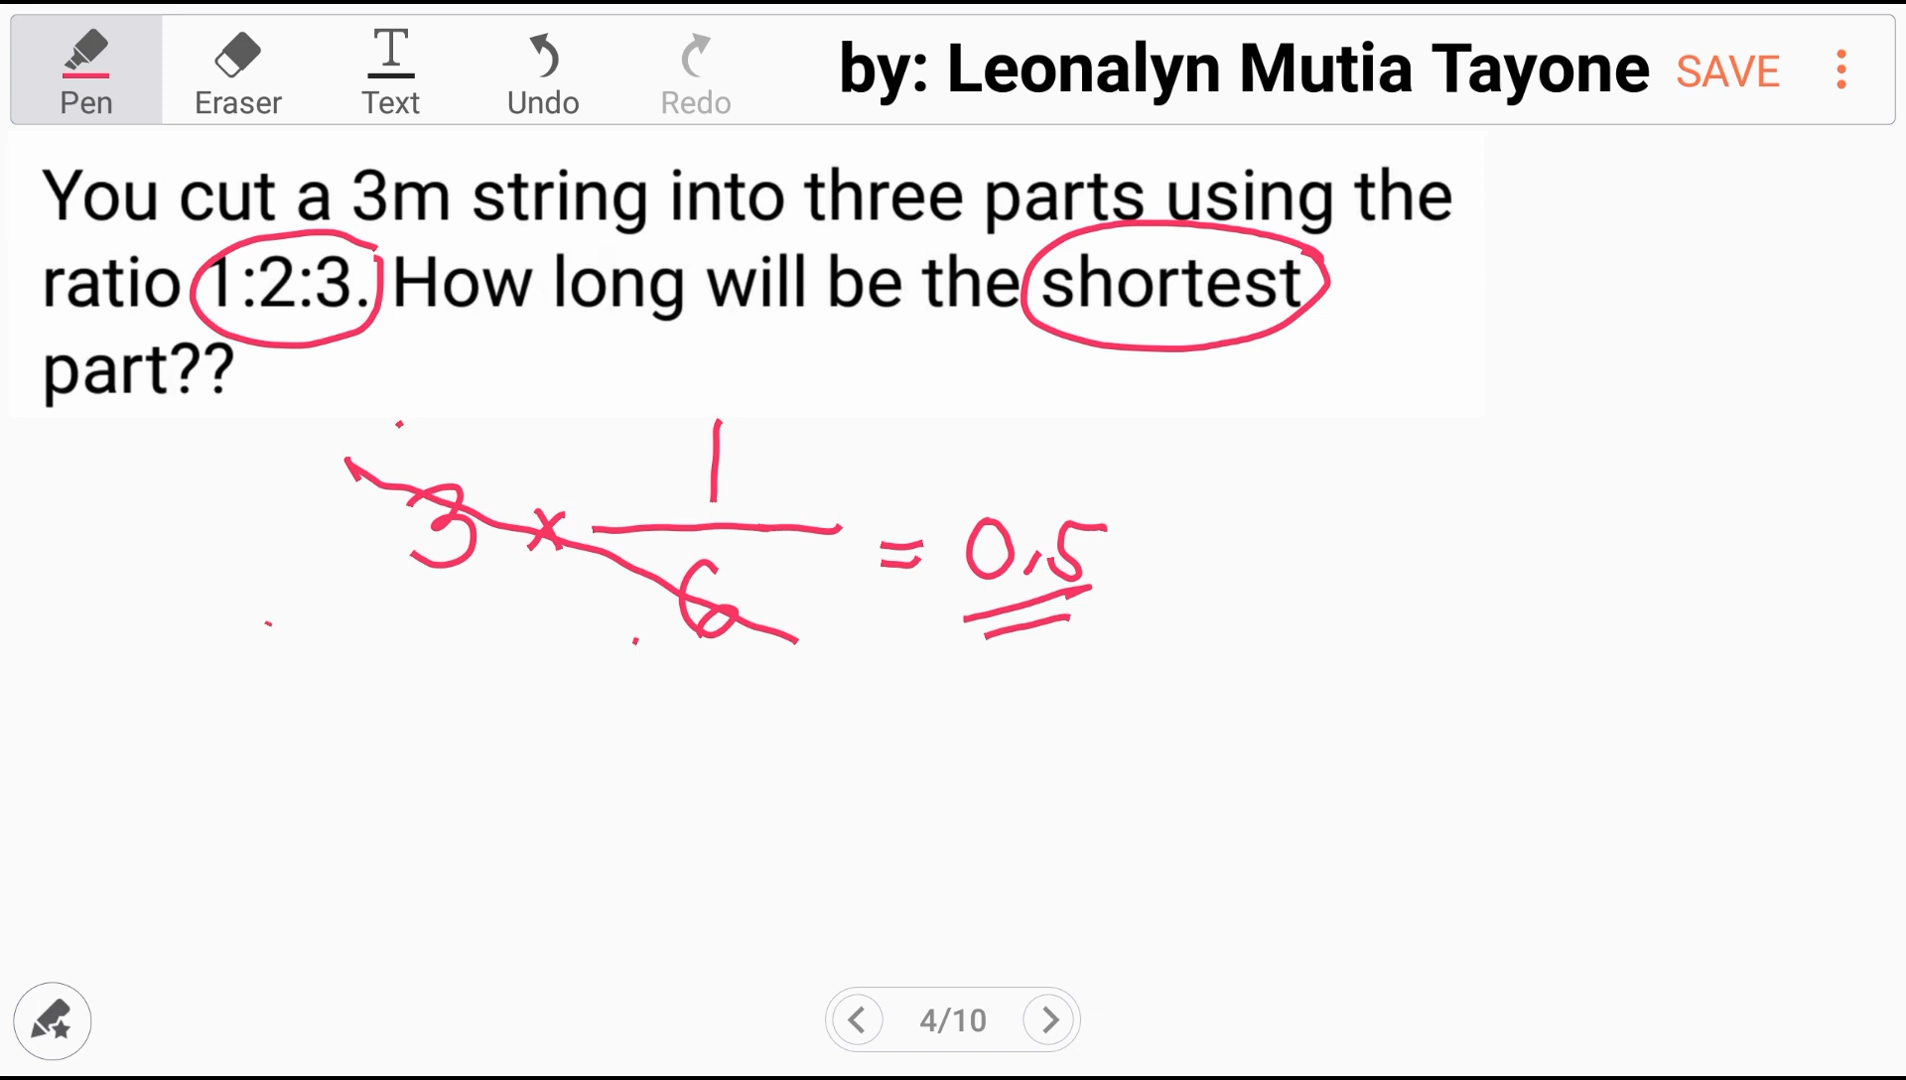 Pen
Eraser
Text
Undo
Redo
by: Leonalyn Mutia Tayone
SAVE
You cut a 3m string into three parts using the
ratio 1:2:3. How long will be the shortest
part??
1
3 × — = 0.5
6
4/10